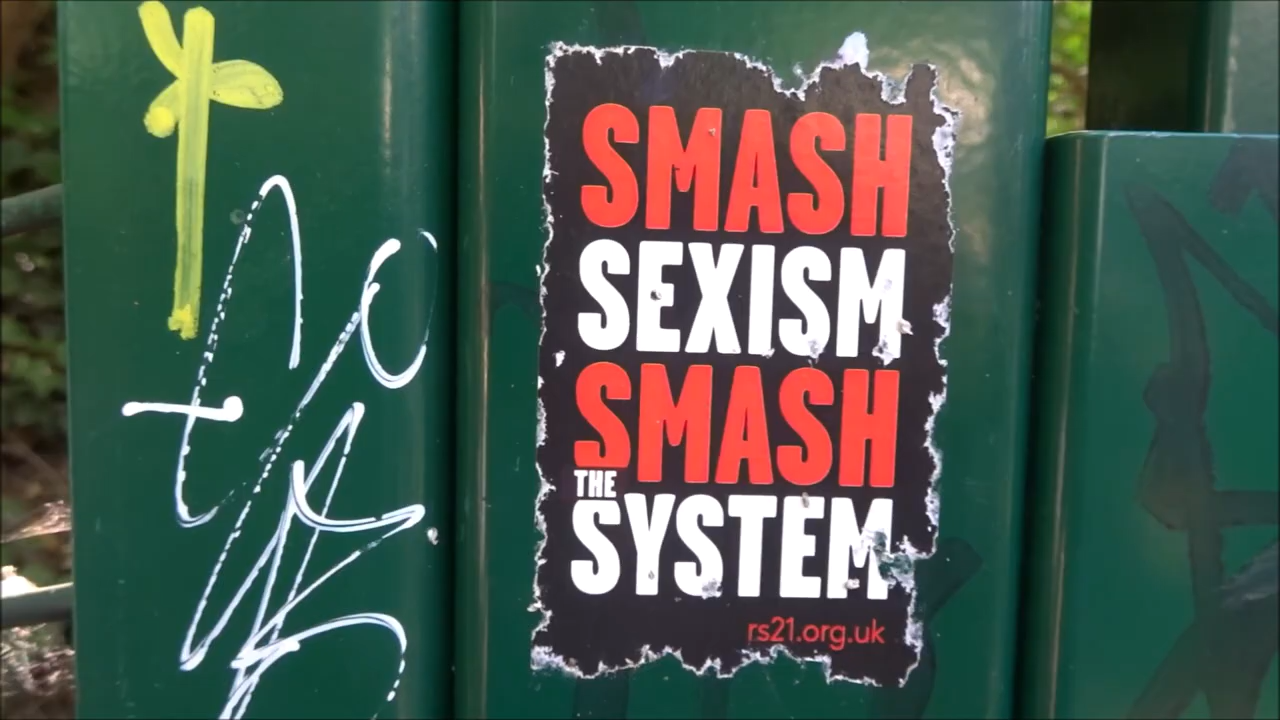 SMASH
SEXISM
SMASH
THE
SYSTEM
rs21.org.uk